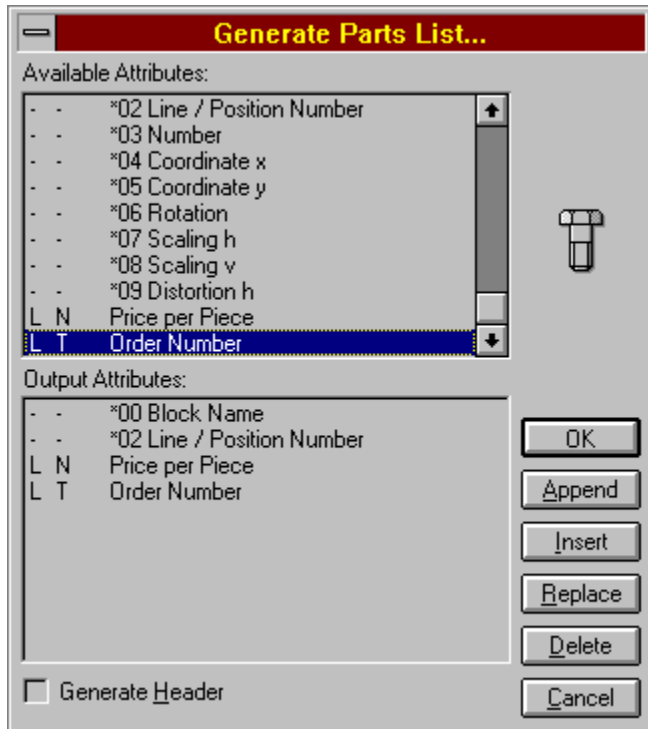 Generate Parts List...
Available Attributes:
- - *02 Line / Position Number
- - *03 Number
- - *04 Coordinate x
- - *05 Coordinate y
- - *06 Rotation
- - *07 Scaling h
- - *08 Scaling v
- - *09 Distortion h
L N Price per Piece
L T Order Number
Output Attributes:
- - *00 Block Name
- - *02 Line / Position Number
L N Price per Piece
L T Order Number
OK
Append
Insert
Replace
Delete
Generate Header
Cancel